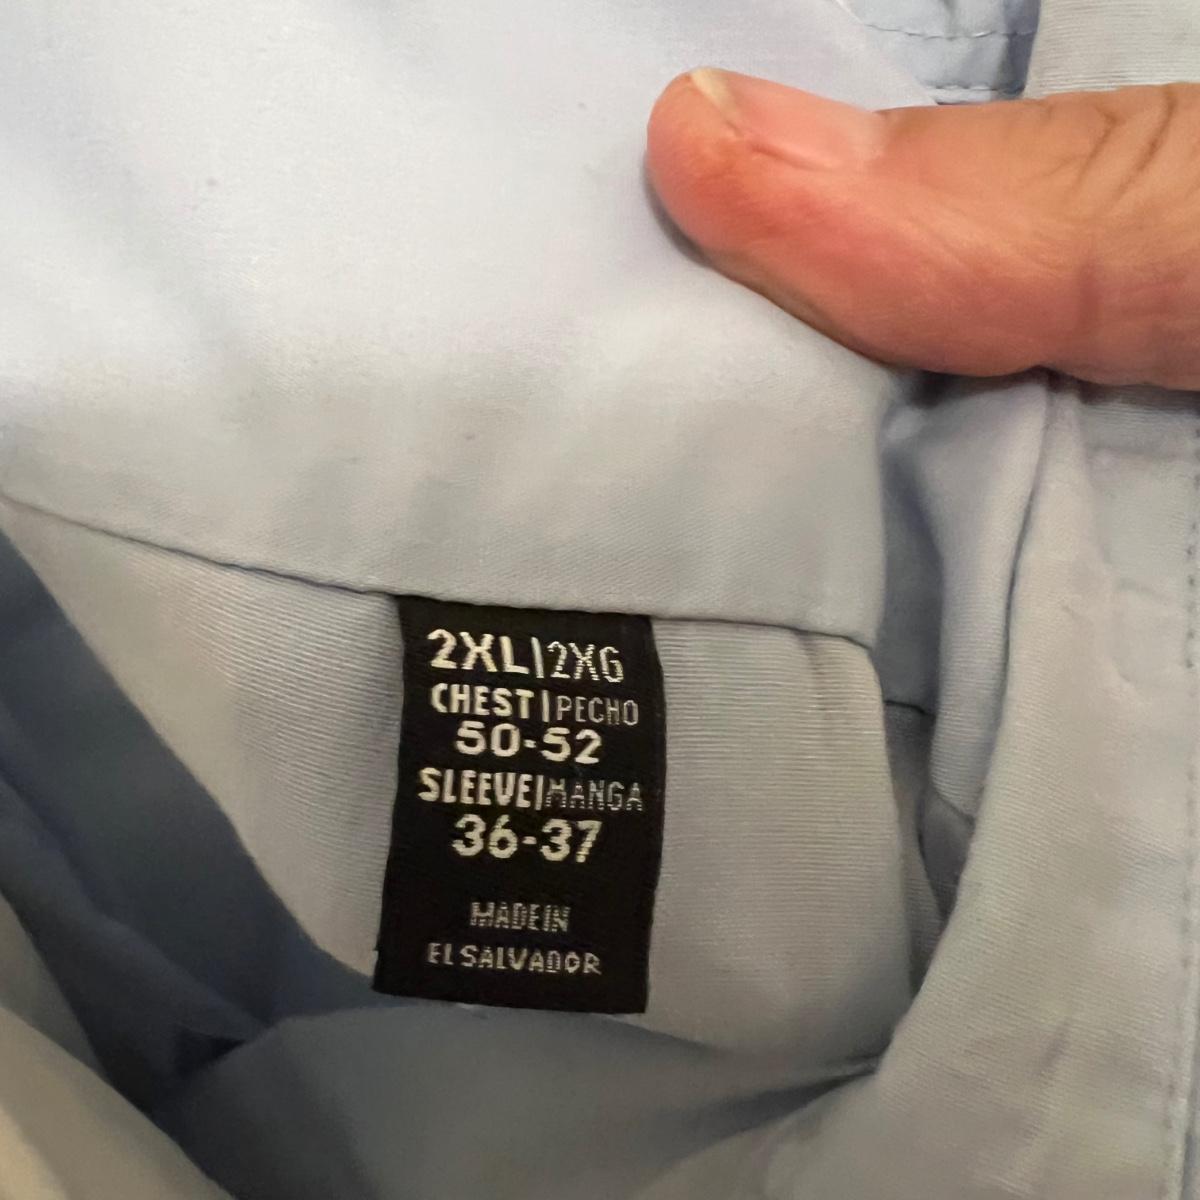 2XL|2XG
CHEST|PECHO
50-52
SLEEVE|MANGA
36-37
MADE IN
EL SALVADOR